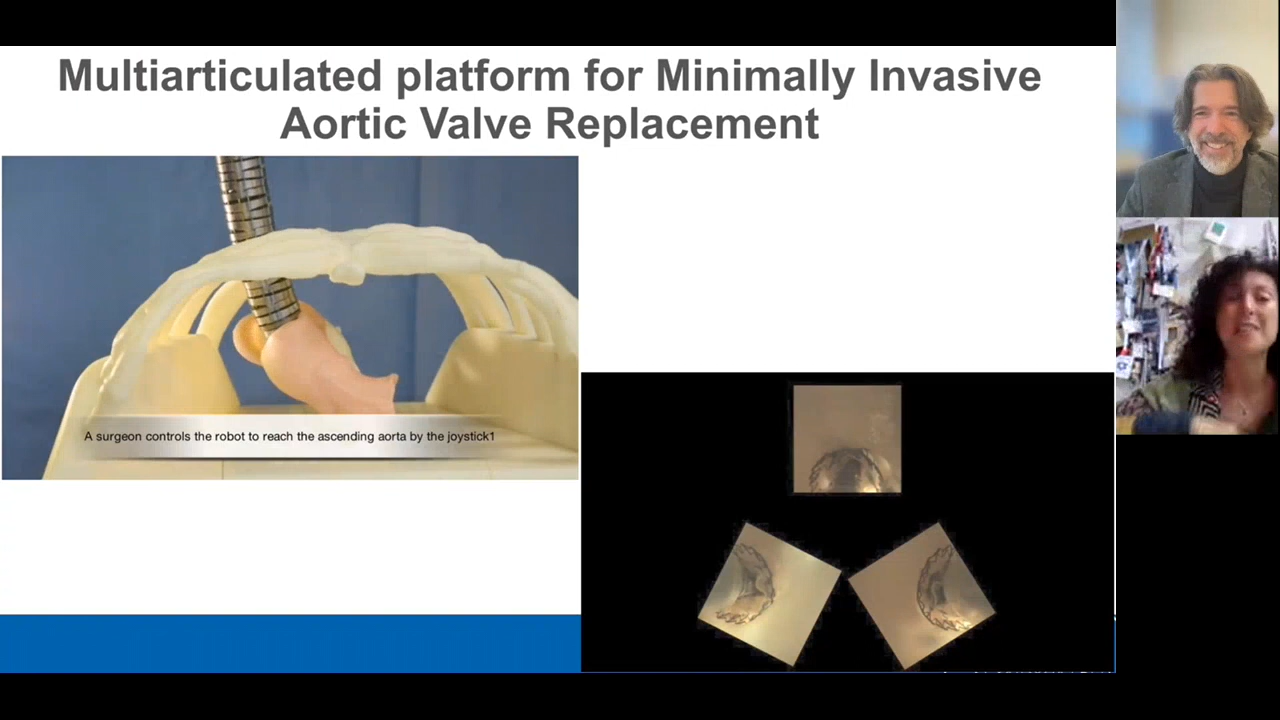 Multiarticulated platform for Minimally Invasive
Aortic Valve Replacement
A surgeon controls the robot to reach the ascending aorta by the joystick1